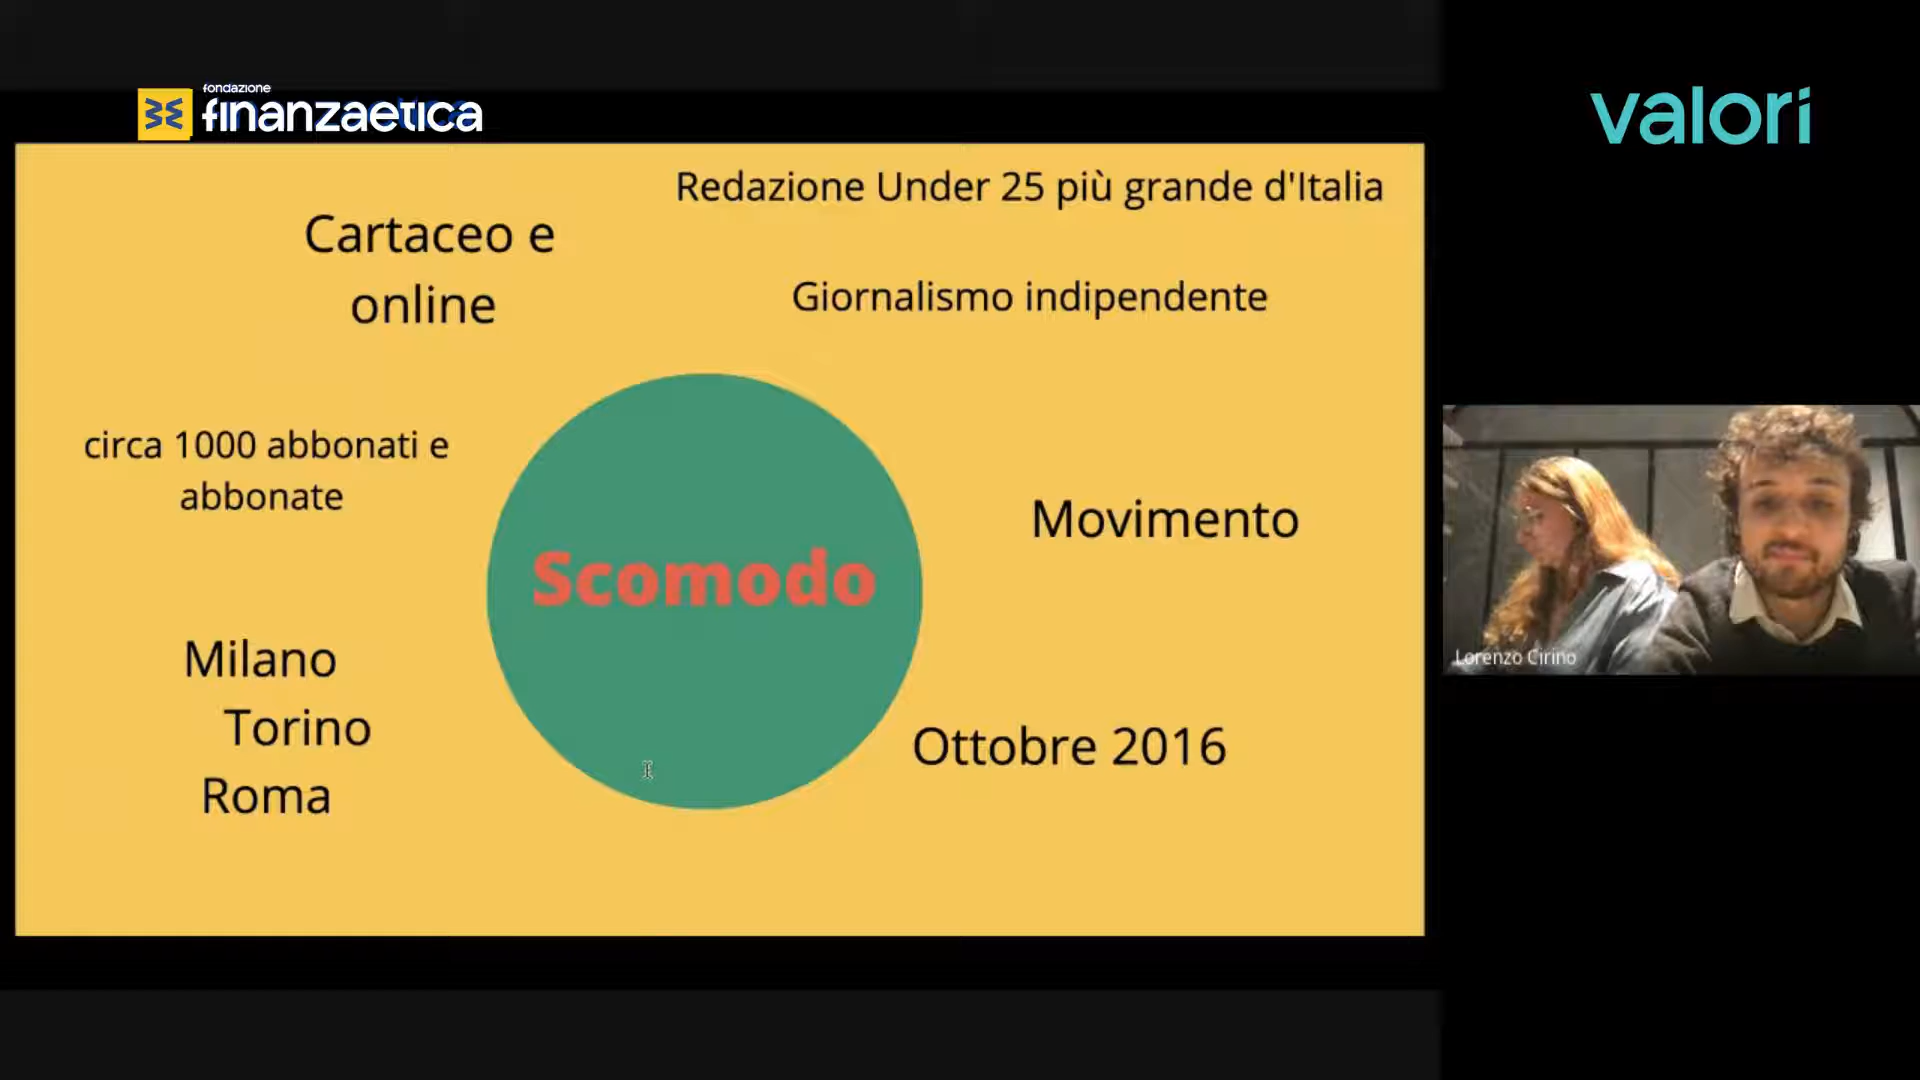 fondazione
finanzaetica
valori
Redazione Under 25 più grande d'Italia
Cartaceo e
online
Giornalismo indipendente
circa 1000 abbonati e
abbonate
Movimento
Scomodo
Milano
Torino
Roma
Ottobre 2016
Lorenzo Cirino